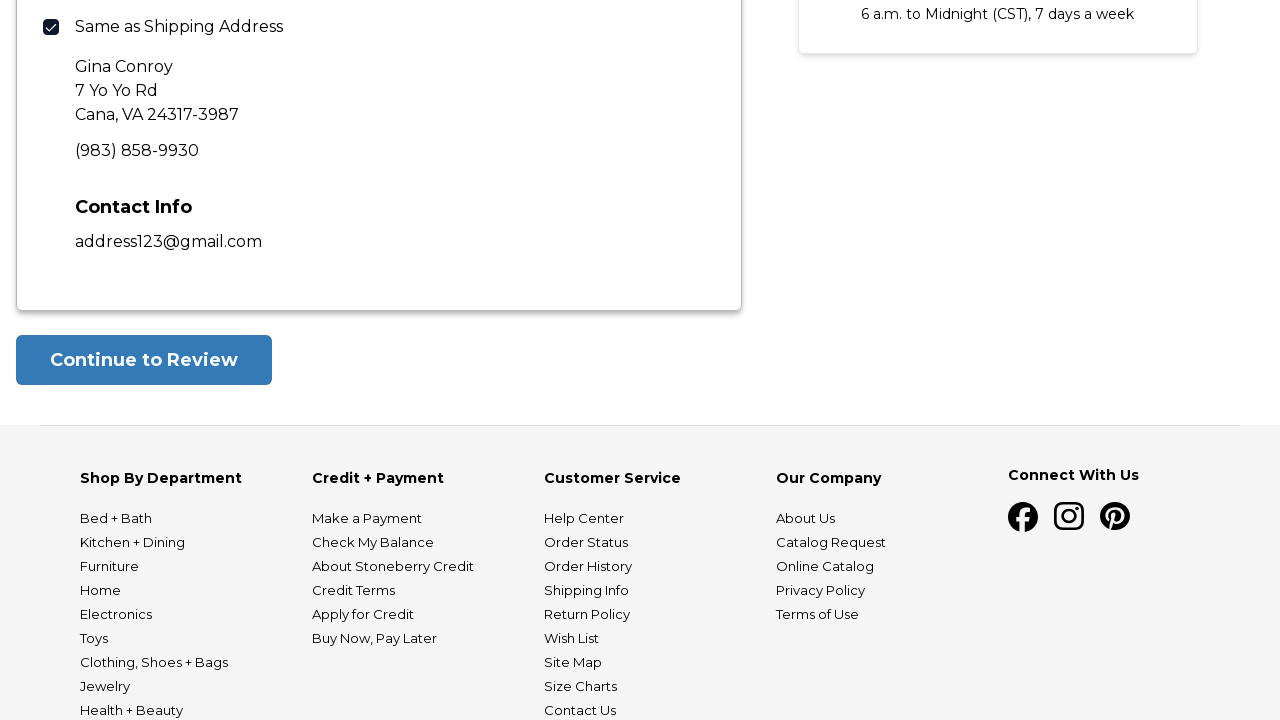 Same as Shipping Address
6 a.m. to Midnight (CST), 7 days a week
Gina Conroy
7 Yo Yo Rd
Cana, VA 24317-3987
(983) 858-9930
Contact Info
address123@gmail.com
Continue to Review
Shop By Department
Bed + Bath
Kitchen + Dining
Furniture
Home
Electronics
Toys
Clothing, Shoes + Bags
Jewelry
Health + Beauty
Credit + Payment
Make a Payment
Check My Balance
About Stoneberry Credit
Credit Terms
Apply for Credit
Buy Now, Pay Later
Customer Service
Help Center
Order Status
Order History
Shipping Info
Return Policy
Wish List
Site Map
Size Charts
Contact Us
Our Company
About Us
Catalog Request
Online Catalog
Privacy Policy
Terms of Use
Connect With Us